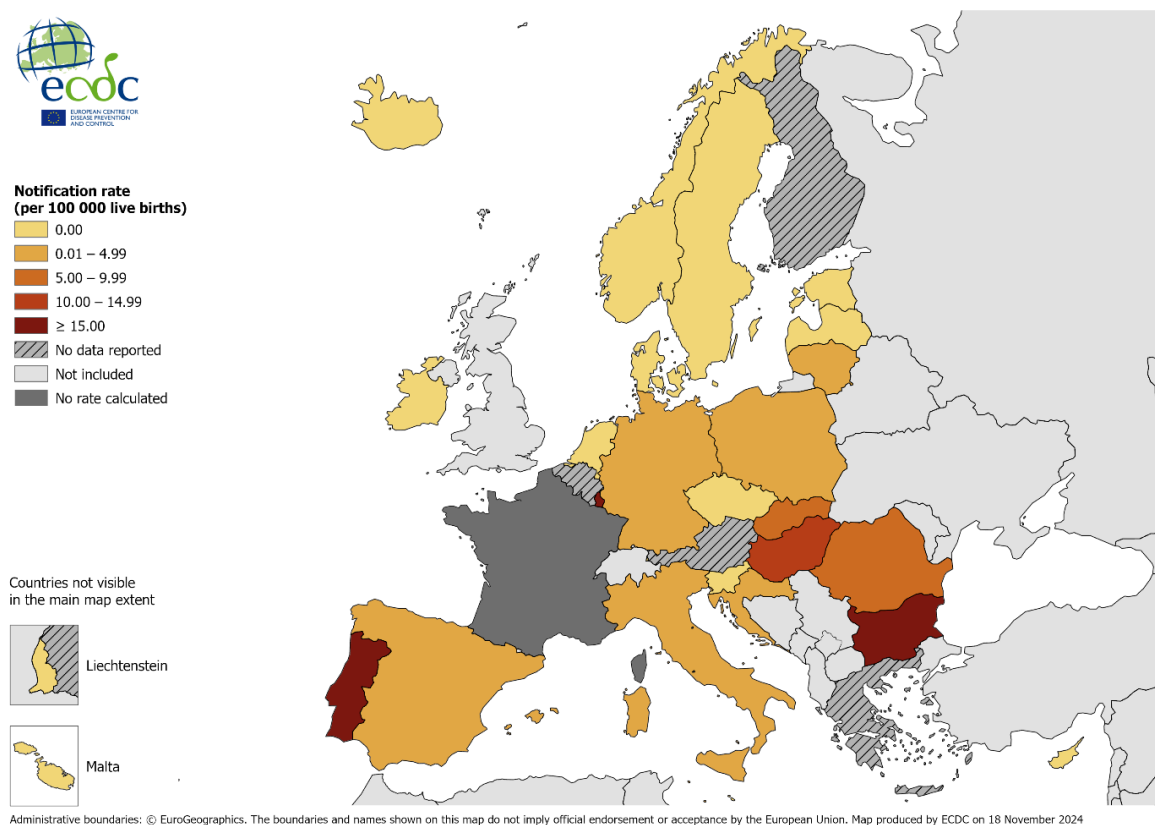 ecdc
EUROPEAN CENTRE FOR
DISEASE PREVENTION
AND CONTROL
Notification rate
(per 100 000 live births)
0.00
0.01 – 4.99
5.00 – 9.99
10.00 – 14.99
≥ 15.00
No data reported
Not included
No rate calculated
Countries not visible
in the main map extent
Liechtenstein
Malta
Administrative boundaries: © EuroGeographics. The boundaries and names shown on this map do not imply official endorsement or acceptance by the European Union. Map produced by ECDC on 18 November 2024